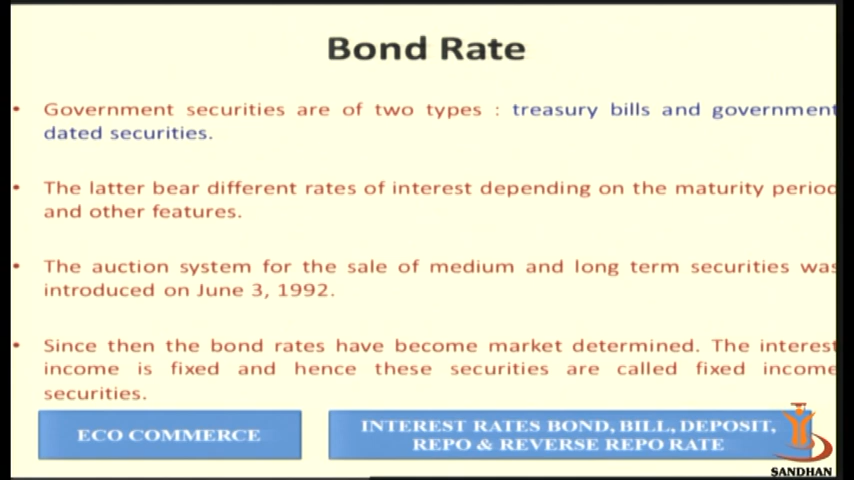 Bond Rate
• Government securities are of two types : treasury bills and government
dated securities.
• The latter bear different rates of interest depending on the maturity period
and other features.
• The auction system for the sale of medium and long term securities was
introduced on June 3, 1992.
• Since then the bond rates have become market determined. The interest
income is fixed and hence these securities are called fixed income
securities.
ECO COMMERCE
INTEREST RATES BOND, BILL, DEPOSIT,
REPO & REVERSE REPO RATE
SANDHAN